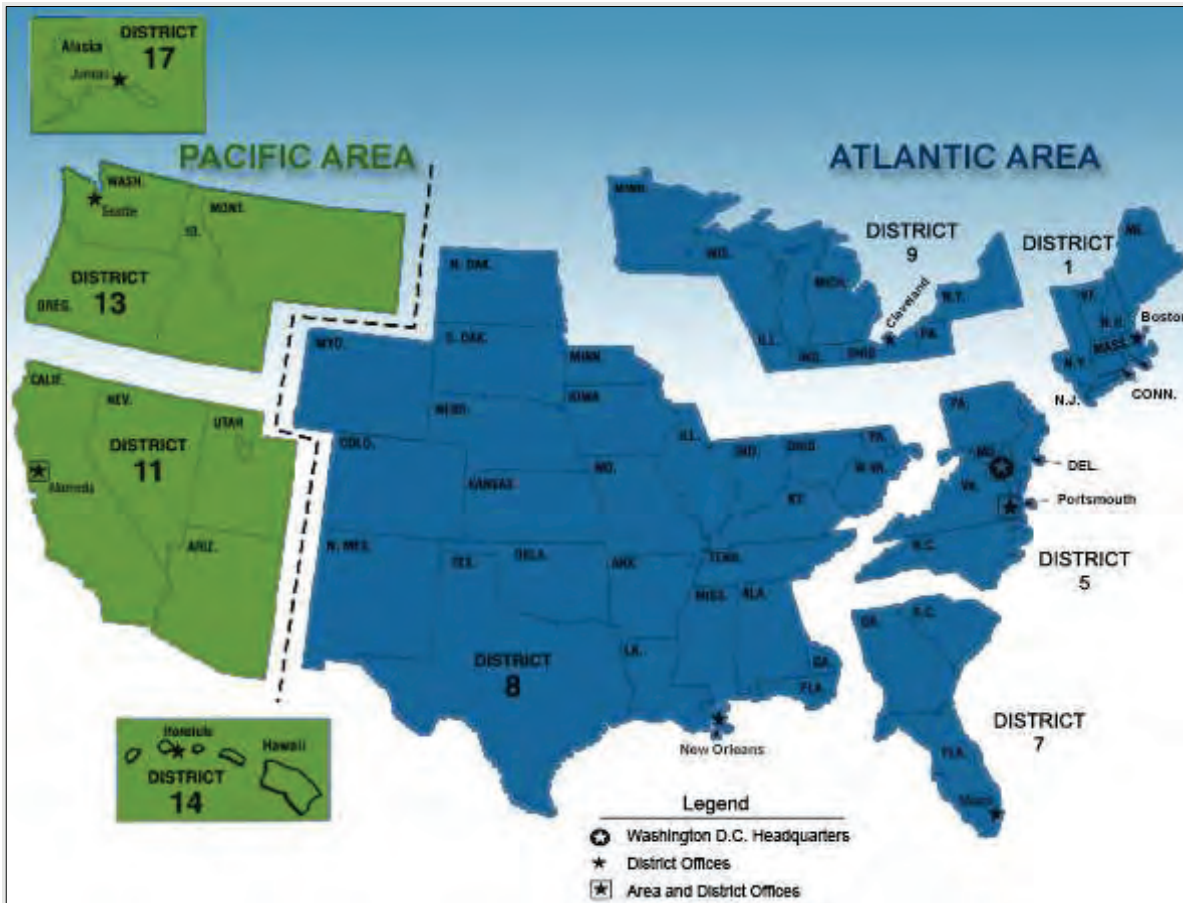 DISTRICT
17
Alaska
Juneau
PACIFIC AREA
ATLANTIC AREA
WASH.
Seattle
MONT.
ID.
DISTRICT
13
OREG.
MINN.
WIS.
MICH.
DISTRICT
9
Cleveland
N.Y.
PA.
ILL.
IND.
OHIO
DISTRICT
1
ME.
VT.
N.H.
MASS.
Boston
N.Y.
N.J.
CONN.
CALIF.
NEV.
UTAH
DISTRICT
11
Alameda
ARIZ.
N. DAK.
WYO.
S. DAK.
MINN
NEBR.
IOWA
COLO.
ILL.
IND.
OHIO
PA.
W.VA.
KANSAS
MO.
KY.
N. MEX.
TEX.
OKLA.
ARK.
TENN.
MISS.
ALA.
LA.
GA.
FLA.
DISTRICT
8
New Orleans
PA.
MD.
DEL.
VA.
Portsmouth
N.C.
DISTRICT
5
GA.
S.C.
FLA.
Miami
DISTRICT
7
Honolulu
Hawaii
DISTRICT
14
Legend
Washington D.C. Headquarters
District Offices
Area and District Offices